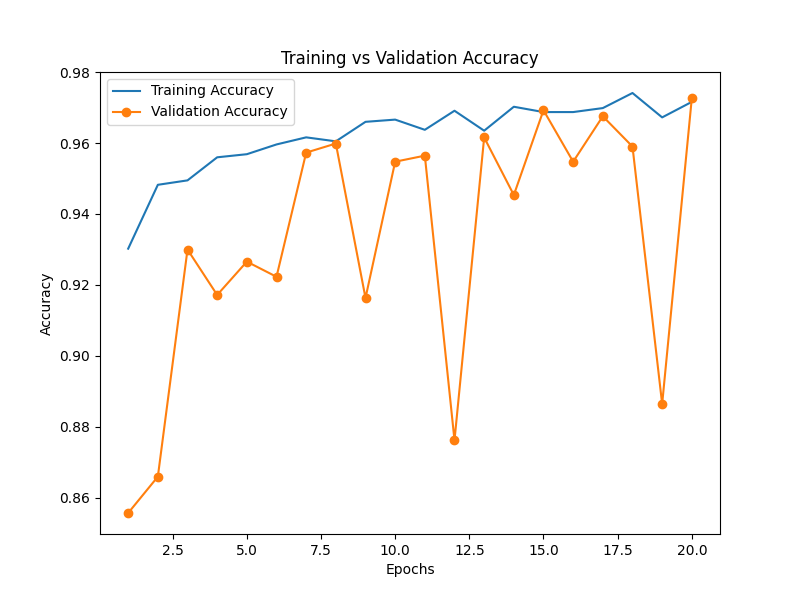 Training vs Validation Accuracy
Training Accuracy
Validation Accuracy
0.98
0.96
0.94
0.92
0.90
0.88
0.86
Accuracy
2.5 5.0 7.5 10.0 12.5 15.0 17.5 20.0
Epochs